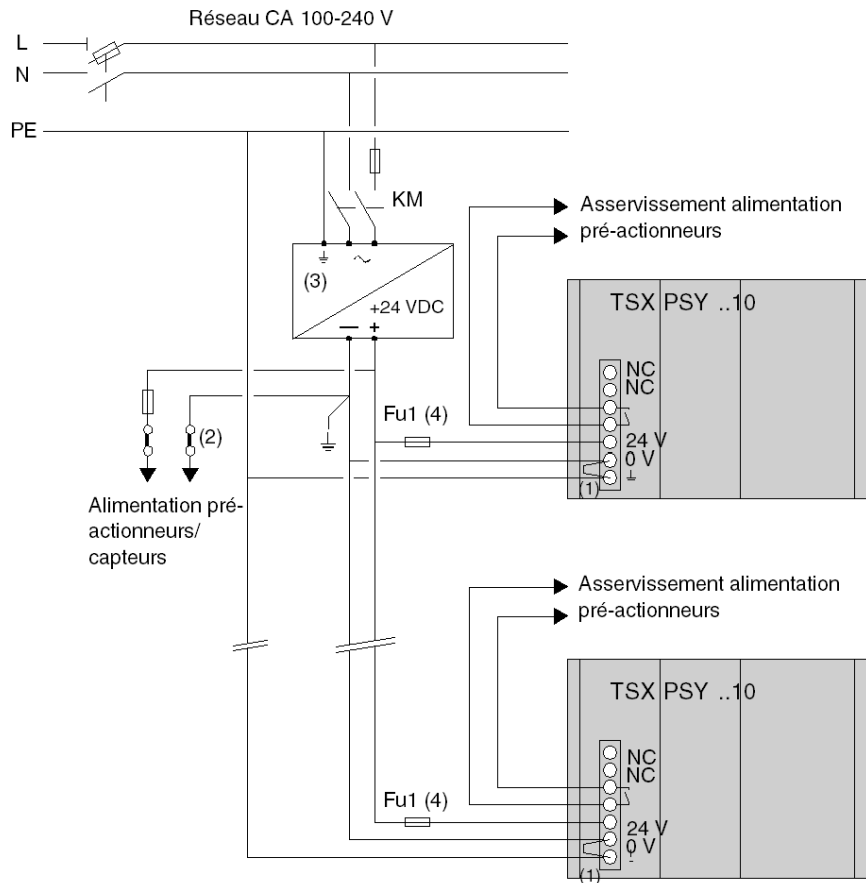 Réseau CA 100-240 V
L
N
PE
KM
(3)
+24 VDC
Asservissement alimentation
pré-actionneurs
TSX PSY ..10
NC
NC
Fu1 (4)
24 V
0 V
(1)
(2)
Alimentation pré-
actionneurs/
capteurs
Asservissement alimentation
pré-actionneurs
TSX PSY ..10
NC
NC
Fu1 (4)
24 V
0 V
(1)